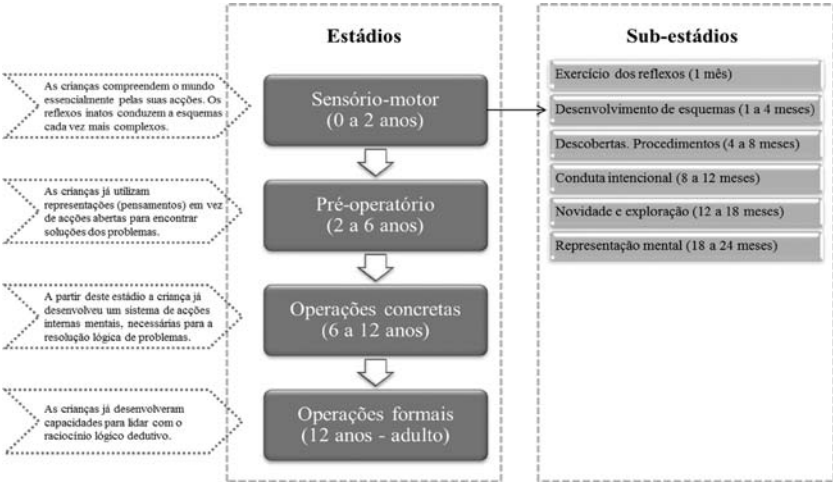 Estádios
Sub-estádios
As crianças compreendem o mundo
essencialmente pelas suas acções. Os
reflexos inatos conduzem a esquemas
cada vez mais complexos.
Sensório-motor
(0 a 2 anos)
Exercício dos reflexos (1 mês)
Desenvolvimento de esquemas (1 a 4 meses)
Descobertas. Procedimentos (4 a 8 meses)
Conduta intencional (8 a 12 meses)
Novidade e exploração (12 a 18 meses)
Representação mental (18 a 24 meses)
As crianças já utilizam
representações (pensamentos) em vez
de acções abertas para encontrar
soluções dos problemas.
Pré-operatório
(2 a 6 anos)
A partir deste estádio a criança já
desenvolveu um sistema de acções
internas mentais, necessárias para a
resolução lógica de problemas.
Operações concretas
(6 a 12 anos)
As crianças já desenvolveram
capacidades para lidar com o
raciocínio lógico dedutivo.
Operações formais
(12 anos - adulto)